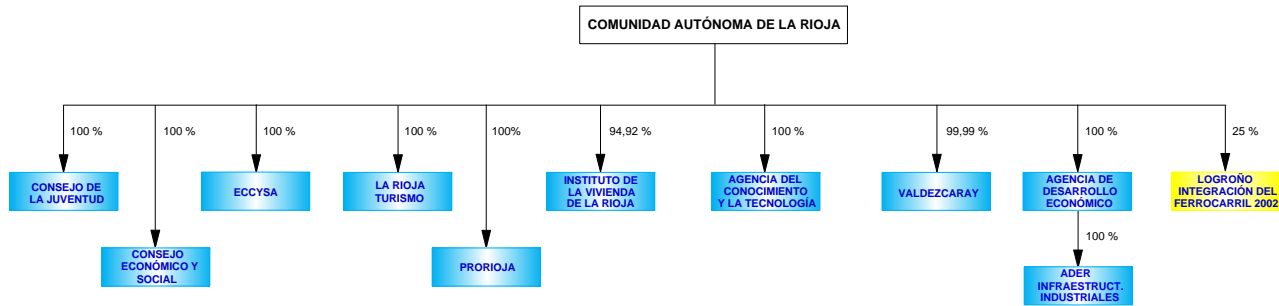 COMUNIDAD AUTÓNOMA DE LA RIOJA
100 %
100 %
100 %
100 %
100%
94,92 %
100 %
99,99 %
100 %
25 %
CONSEJO DE
LA JUVENTUD
ECCYSA
LA RIOJA
TURISMO
INSTITUTO DE
LA VIVIENDA
DE LA RIOJA
AGENCIA DEL
CONOCIMIENTO
Y LA TECNOLOGÍA
VALDEZCARAY
AGENCIA DE
DESARROLLO
ECONÓMICO
LOGROÑO
INTEGRACIÓN DEL
FERROCARRIL 2002
100 %
CONSEJO
ECONÓMICO Y
SOCIAL
PRORIOJA
ADER
INFRAESTRUCT.
INDUSTRIALES